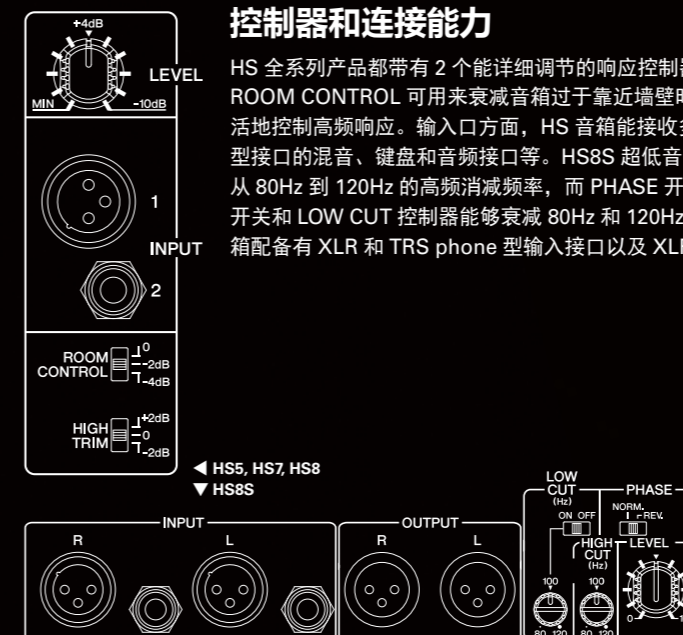 控制器和连接能力
HS 全系列产品都带有 2 个能详细调节的响应控制
ROOM CONTROL 可用来衰减音箱过于靠近墙壁时
活地控制高频响应。输入口方面，HS 音箱能接收
型接口的混音、键盘和音频接口等。HS8S 超低音
从 80Hz 到 120Hz 的高频消减频率，而 PHASE 开
开关和 LOW CUT 控制器能够衰减 80Hz 和 120Hz
箱配备有 XLR 和 TRS phone 型输入接口以及 XLR
+4dB
LEVEL
MIN
-10dB
1
INPUT
2
ROOM
CONTROL
0
-2dB
-4dB
HIGH
TRIM
+2dB
0
-2dB
◀ HS5, HS7, HS8
▼ HS8S
INPUT
R
L
OUTPUT
R
L
LOW
CUT
(Hz)
ON OFF
PHASE
NORM.
REV.
HIGH
CUT
(Hz)
LEVEL
100
100
80 120
80 120
0